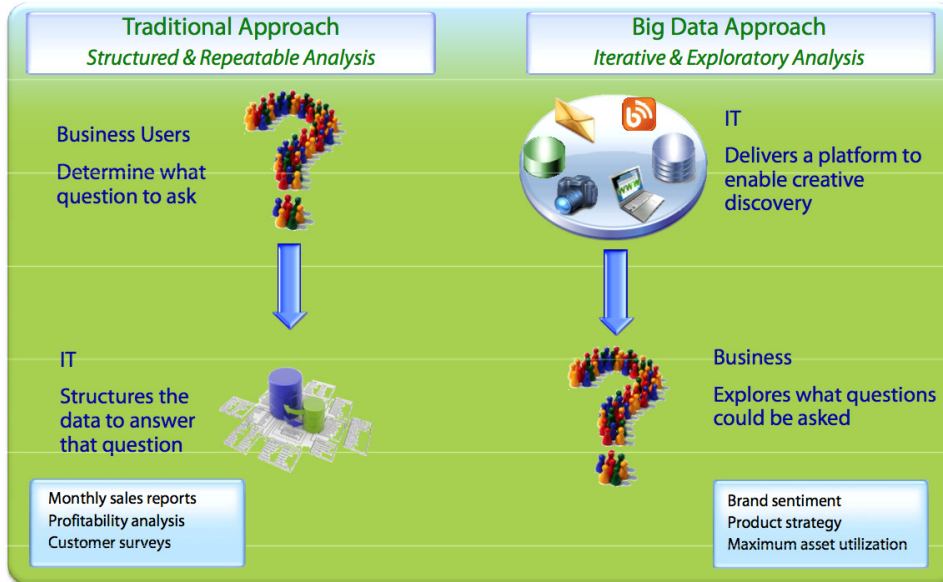 Traditional Approach
Structured & Repeatable Analysis
Business Users
Determine what
question to ask
IT
Structures the
data to answer
that question
Monthly sales reports
Profitability analysis
Customer surveys
Big Data Approach
Iterative & Exploratory Analysis
IT
Delivers a platform to
enable creative
discovery
www
Business
Explores what questions
could be asked
Brand sentiment
Product strategy
Maximum asset utilization